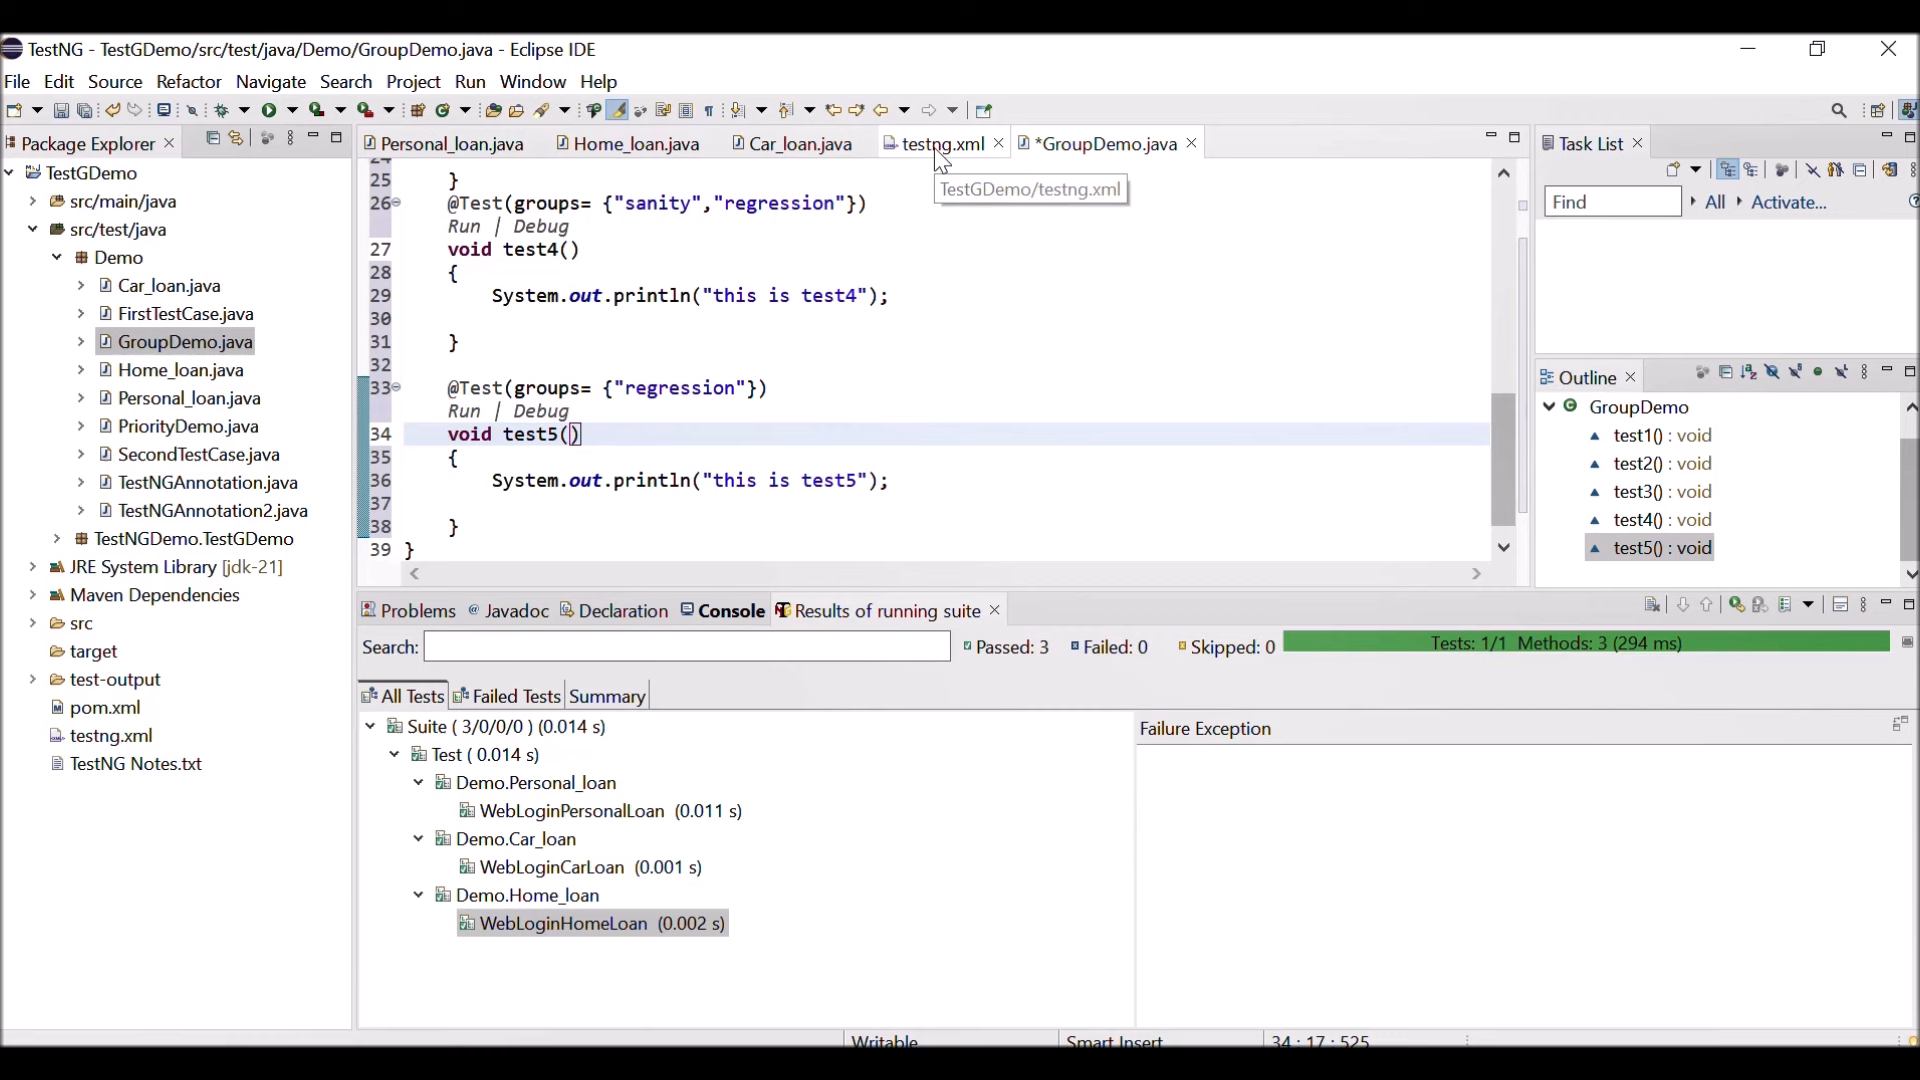 TestNG - TestGDemo/src/test/java/Demo/GroupDemo.java - Eclipse IDE
File Edit Source Refactor Navigate Search Project Run Window Help
Package Explorer
TestGDemo
src/main/java
src/test/java
Demo
Car_loan.java
FirstTestCase.java
GroupDemo.java
Home_loan.java
Personal_loan.java
PriorityDemo.java
SecondTestCase.java
TestNGAnnotation.java
TestNGAnnotation2.java
TestNGDemo.TestGDemo
JRE System Library [jdk-21]
Maven Dependencies
src
target
test-output
pom.xml
testng.xml
TestNG Notes.txt
Personal_loan.java Home_loan.java Car_loan.java testng.xml *GroupDemo.java
TestGDemo/testng.xml
24
25 }
26 @Test(groups= {"sanity","regression"})
Run | Debug
27 void test4()
28 {
29 System.out.println("this is test4");
30
31 }
32
33 @Test(groups= {"regression"})
Run | Debug
34 void test5()
35 {
36 System.out.println("this is test5");
37
38 }
39 }
Task List
Find All Activate...
Outline
GroupDemo
test1() : void
test2() : void
test3() : void
test4() : void
test5() : void
Problems Javadoc Declaration Console Results of running suite
Search: Passed: 3 Failed: 0 Skipped: 0 Tests: 1/1 Methods: 3 (294 ms)
All Tests Failed Tests Summary
Suite ( 3/0/0/0 ) (0.014 s)
Test ( 0.014 s)
Demo.Personal_loan
WebLoginPersonalLoan (0.011 s)
Demo.Car_loan
WebLoginCarLoan (0.001 s)
Demo.Home_loan
WebLoginHomeLoan (0.002 s)
Failure Exception
Writable Smart Insert 34 : 17 : 525